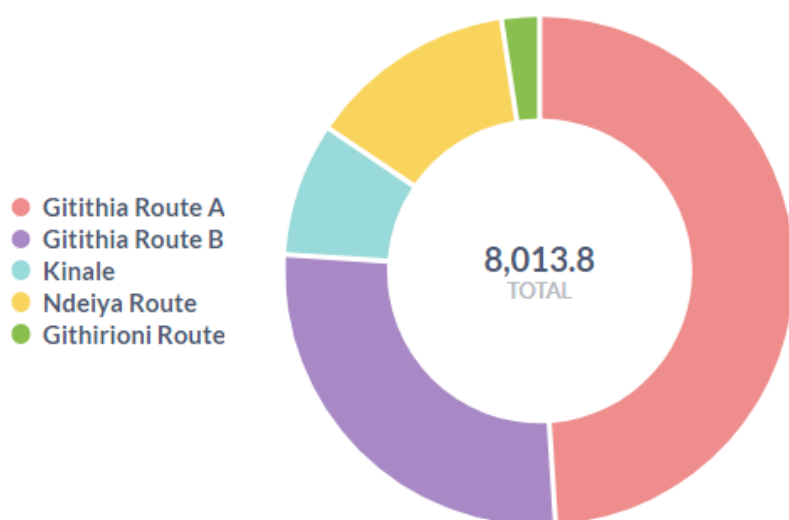 Gitithia Route A
Gitithia Route B
Kinale
Ndeiya Route
Githirioni Route
8,013.8
TOTAL